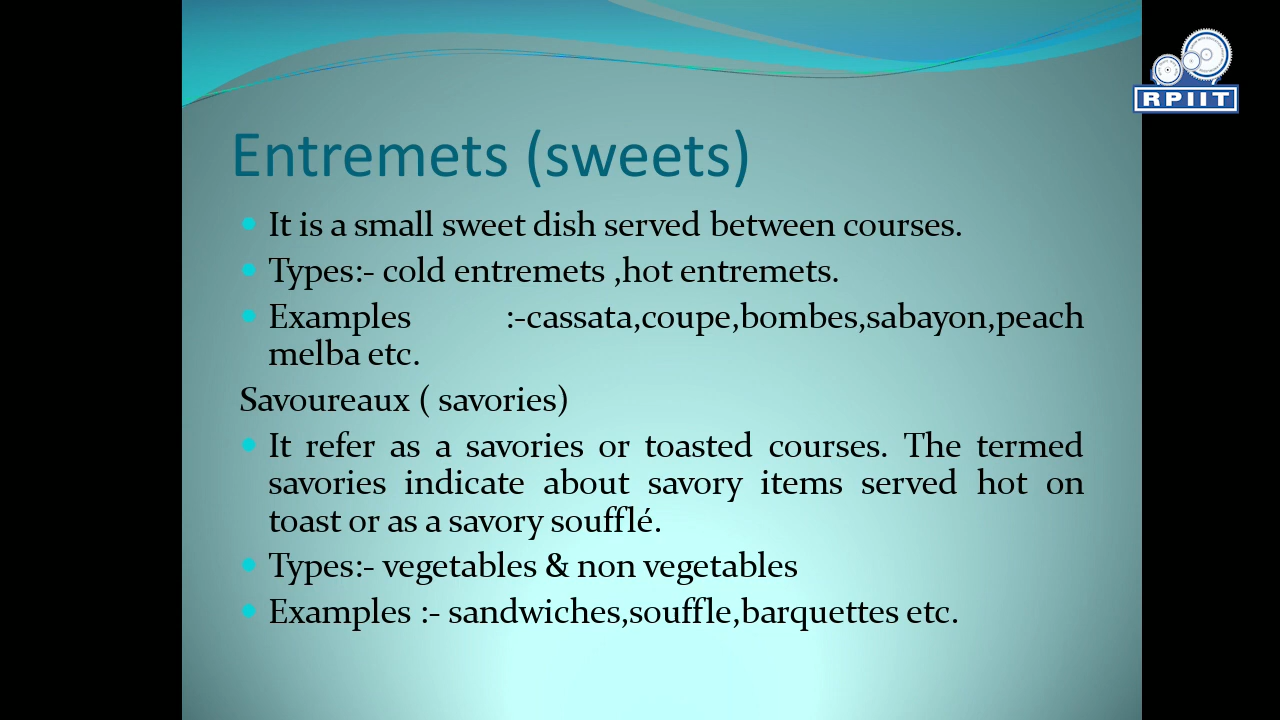 RPIIT
Entremets (sweets)
It is a small sweet dish served between courses.
Types:- cold entremets ,hot entremets.
Examples :-cassata,coupe,bombes,sabayon,peach
melba etc.
Savoureaux ( savories)
It refer as a savories or toasted courses. The termed
savories indicate about savory items served hot on
toast or as a savory soufflé.
Types:- vegetables & non vegetables
Examples :- sandwiches,souffle,barquettes etc.